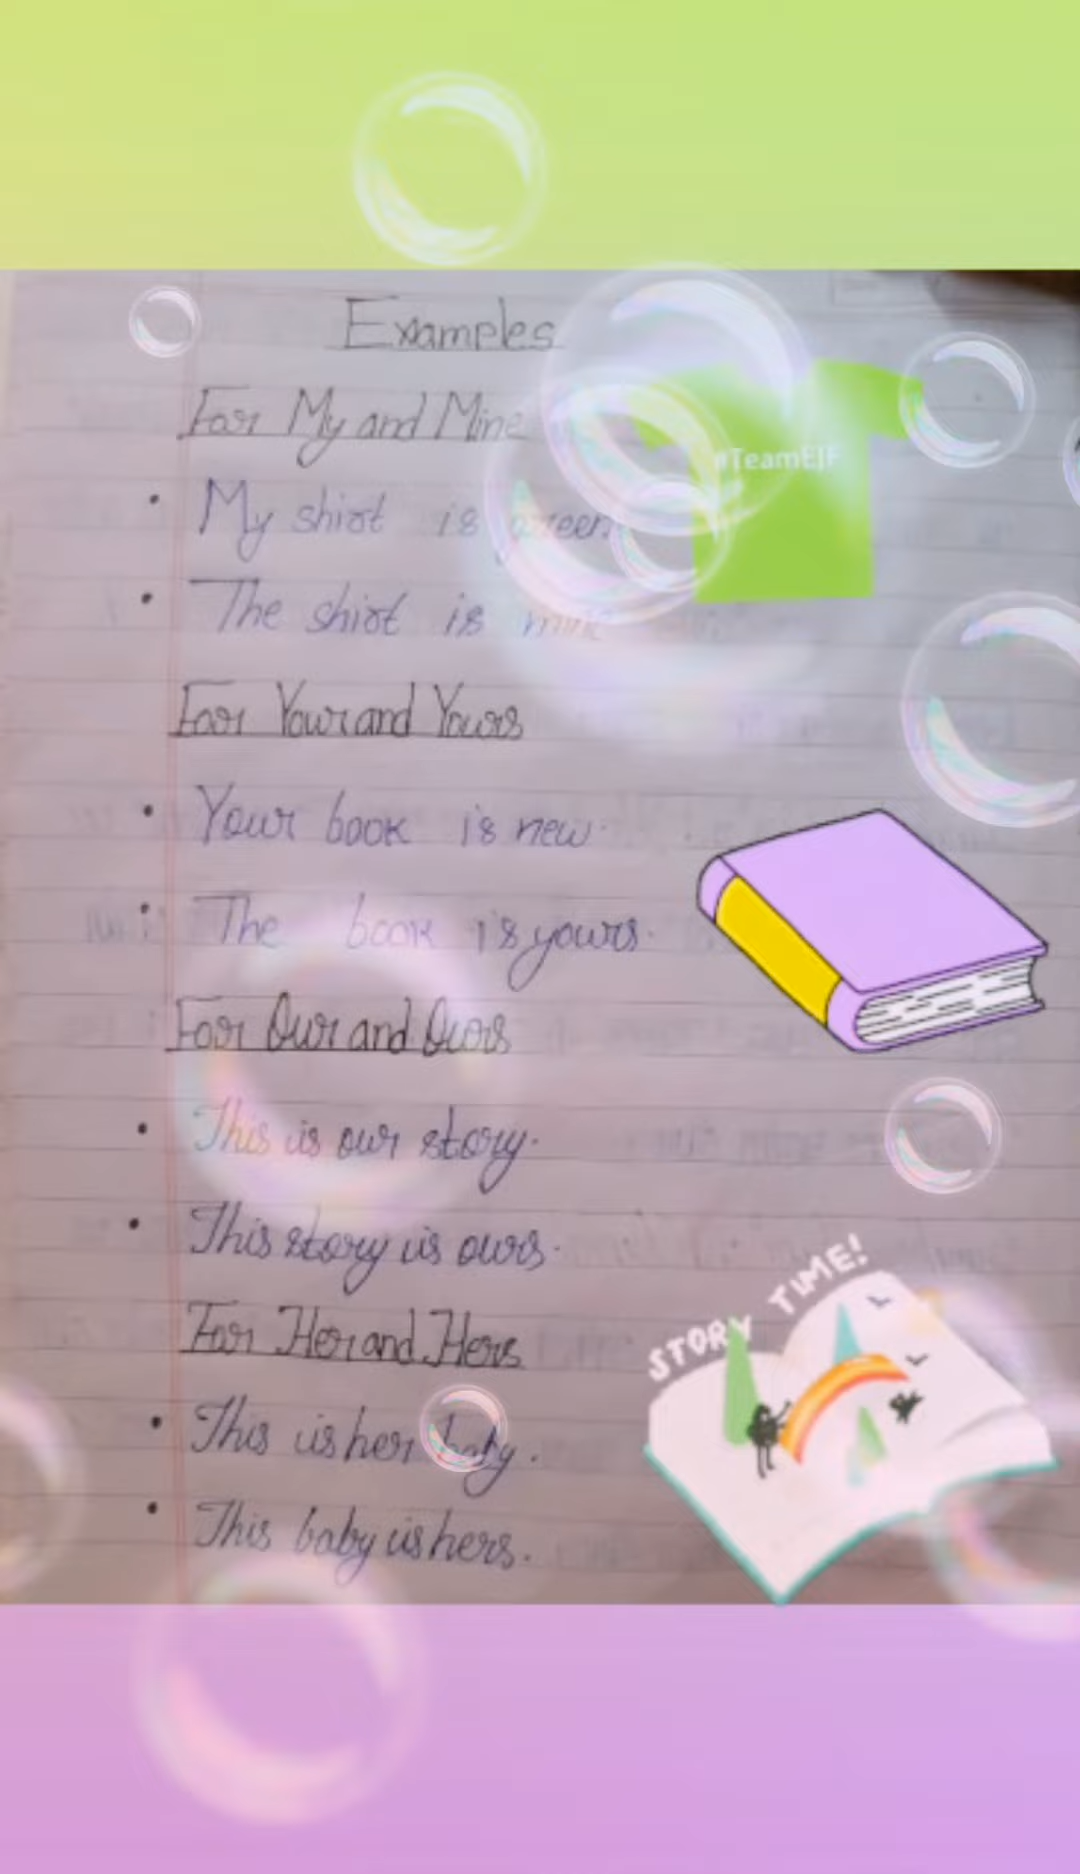 Examples
For My and Mine
• My shirt is green
#TeamEJF
• The shirt is mine
For Your and Yours
• Your book is new.
• The book is yours.
For Our and Ours
• This is our story.
• This story is ours.
STORY TIME!
For Her and Hers
• This is her baby.
• This baby is hers.